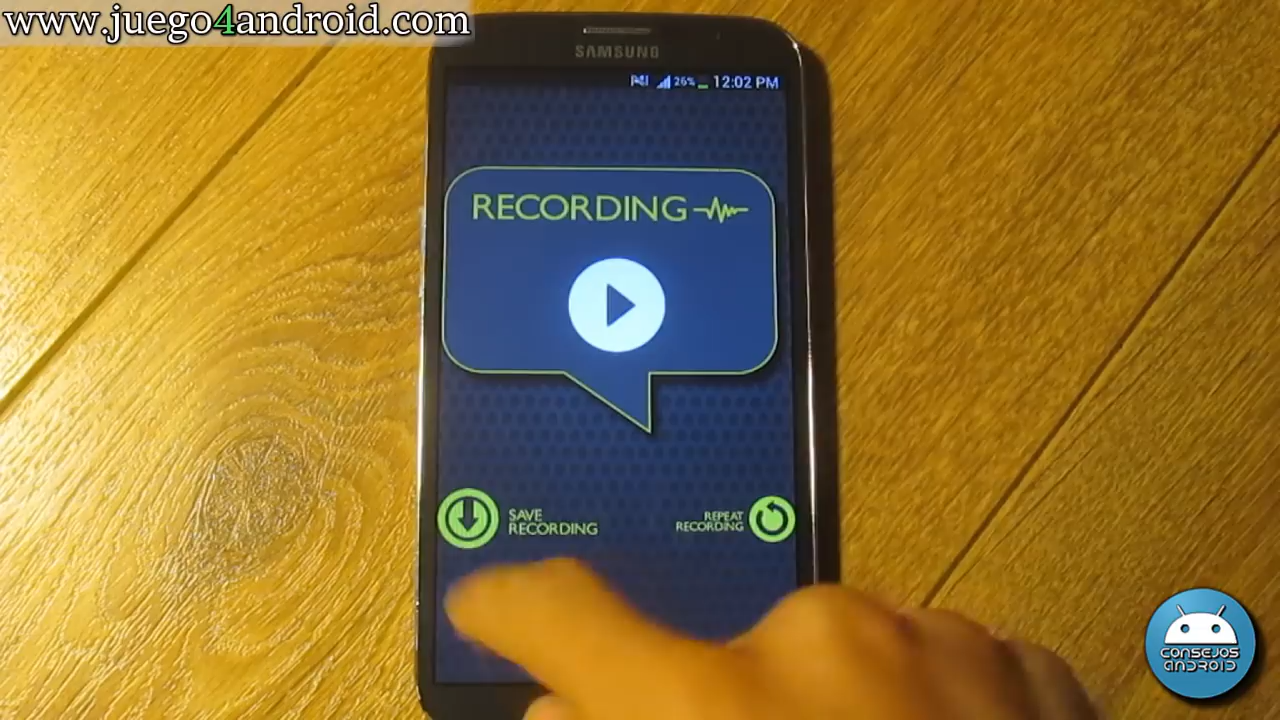 www.juego4android.com
SAMSUNG
26% 12:02 PM
RECORDING
SAVE
RECORDING
REPEAT
RECORDING
CONSEJOS
ANDROID